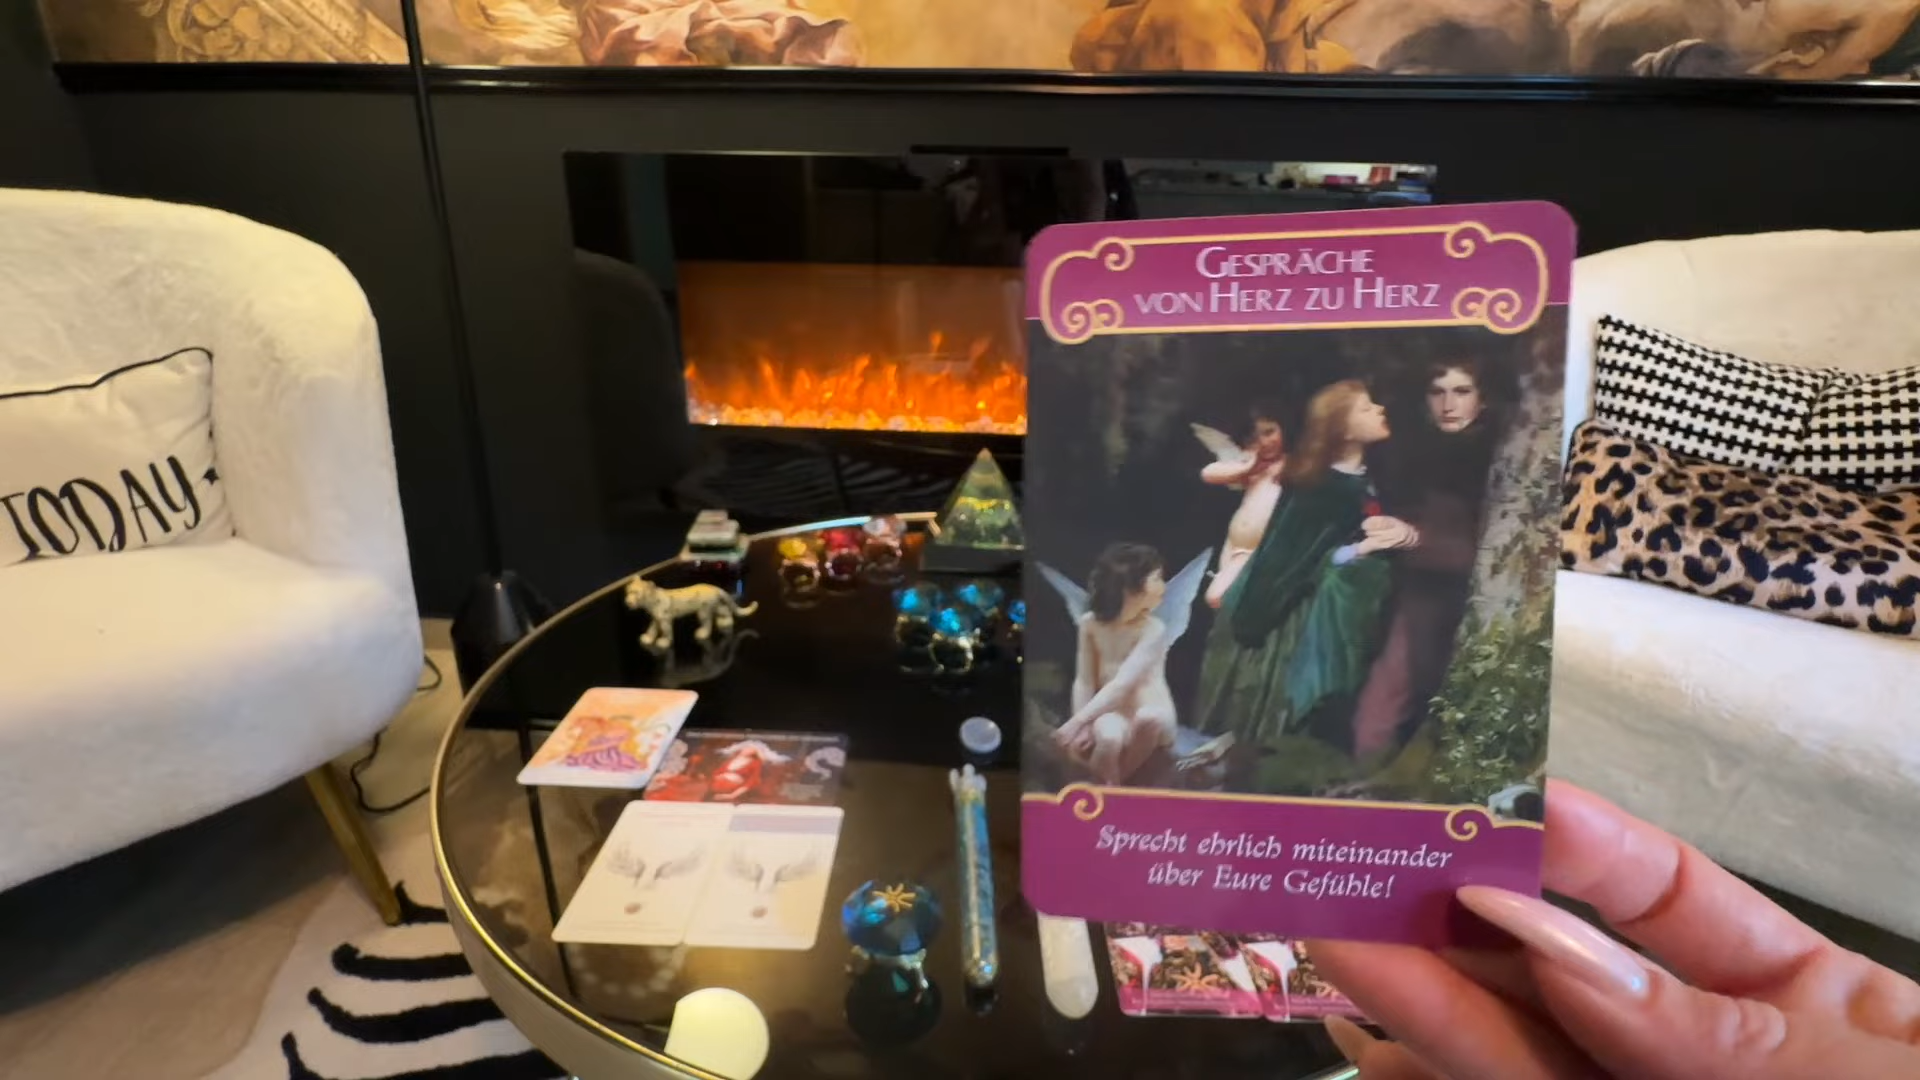 GESPRÄCHE
VON HERZ ZU HERZ
TODAY
Sprecht ehrlich miteinander
über Eure Gefühle!